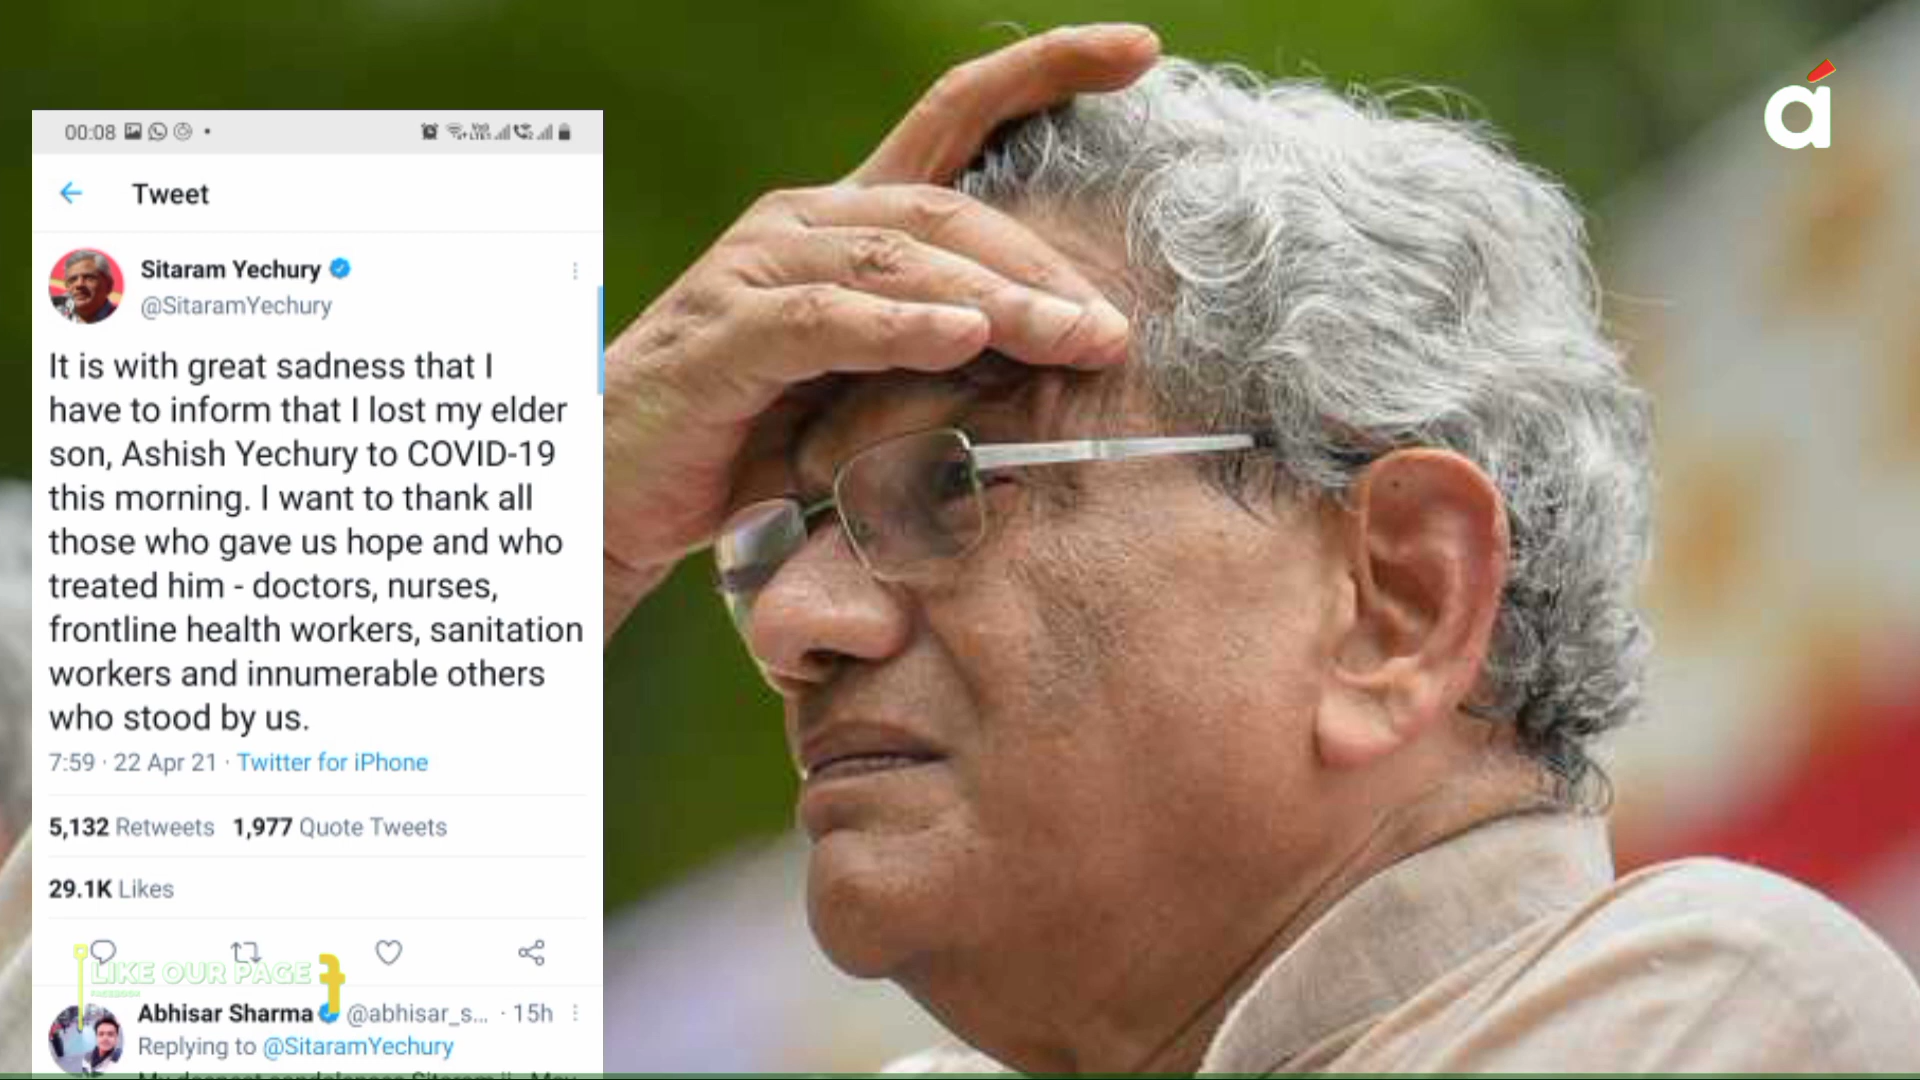 00:08
Tweet
Sitaram Yechury
@SitaramYechury
It is with great sadness that I
have to inform that I lost my elder
son, Ashish Yechury to COVID-19
this morning. I want to thank all
those who gave us hope and who
treated him - doctors, nurses,
frontline health workers, sanitation
workers and innumerable others
who stood by us.
7:59 · 22 Apr 21 · Twitter for iPhone
5,132 Retweets 1,977 Quote Tweets
29.1K Likes
LIKE OUR PAGE
FACEBOOK
Abhisar Sharma @abhisar_s... · 15h
Replying to @SitaramYechury
á